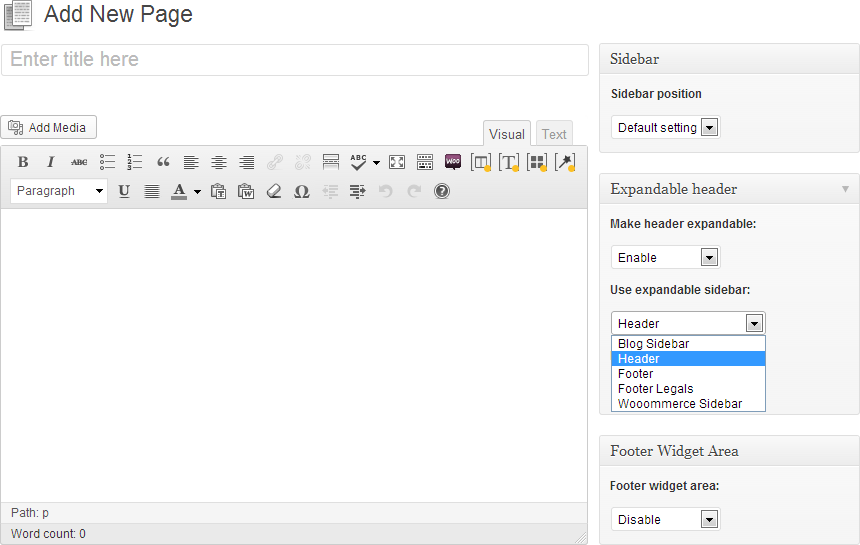 Add New Page
Enter title here
Add Media
Visual
Text
B I ABC “ ABC WOO T
Paragraph
U A Ω ?
Path: p
Word count: 0
Sidebar
Sidebar position
Default setting
Expandable header
Make header expandable:
Enable
Use expandable sidebar:
Header
Blog Sidebar
Header
Footer
Footer Legals
Wooommerce Sidebar
Footer Widget Area
Footer widget area:
Disable